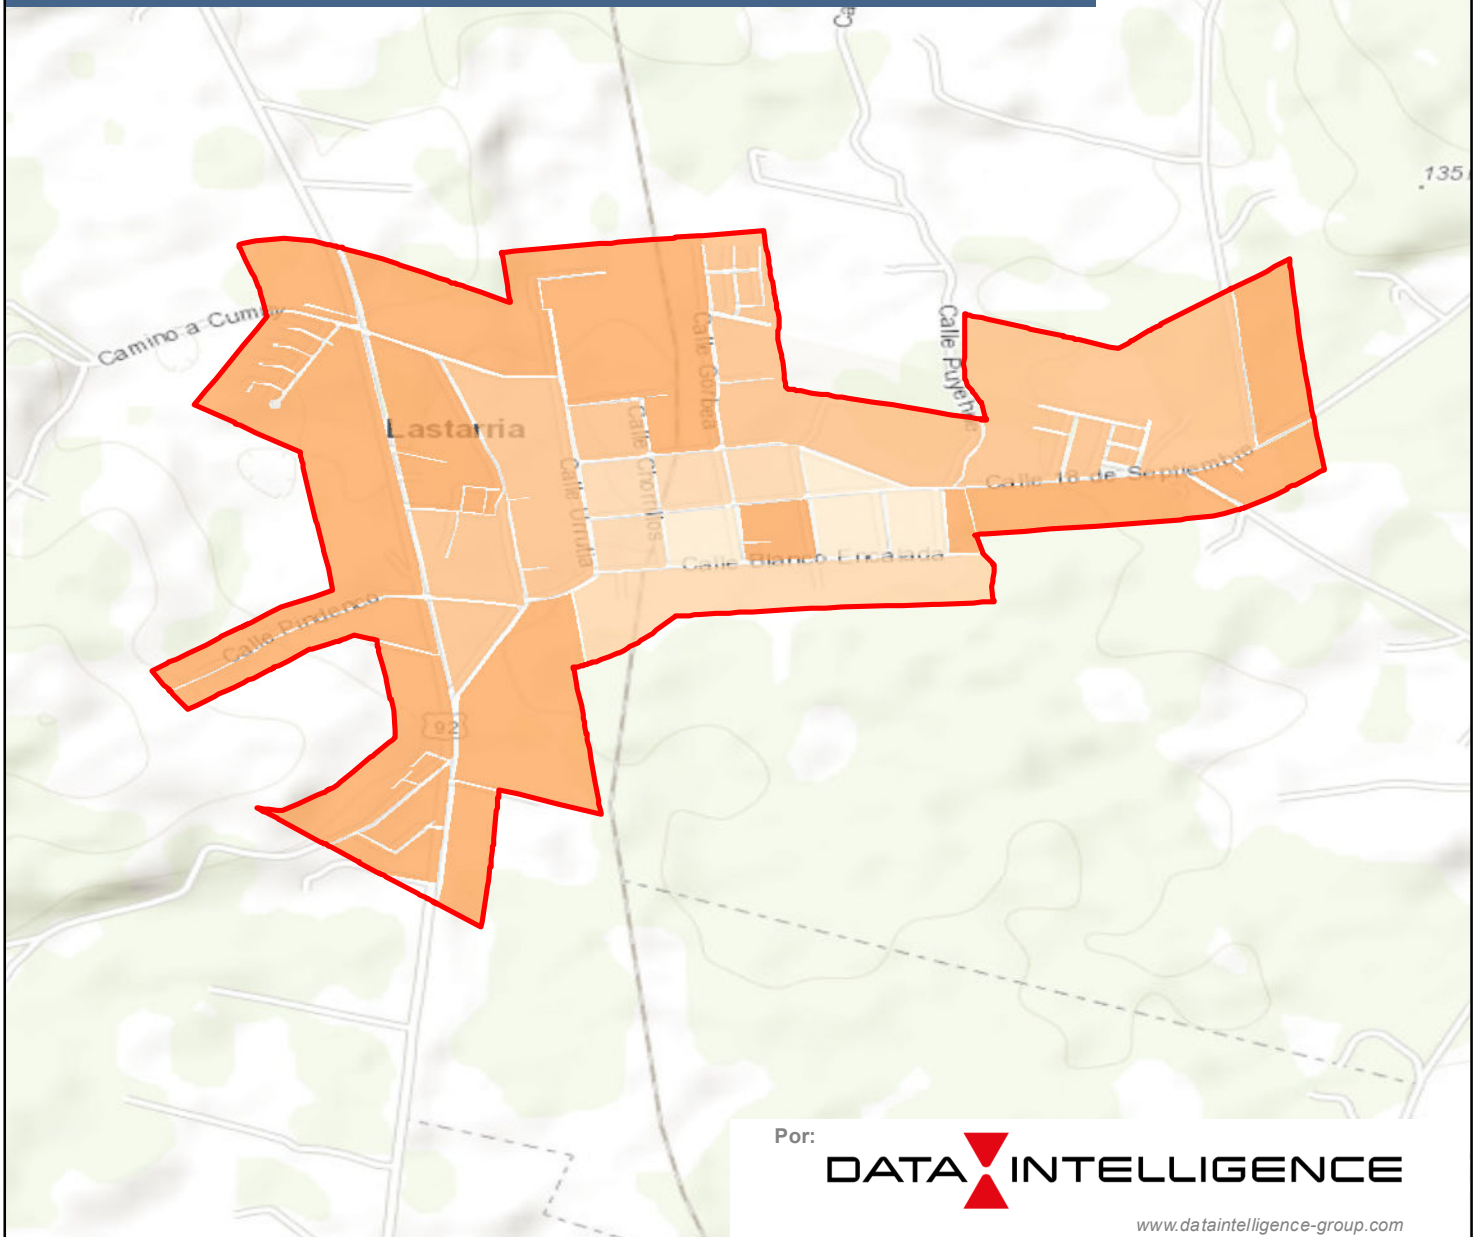 Ca
135
Camino a Cumuy
Calle Puyehue
Calle Gorbea
Lastarria
Calle Chorrillos
Calle Urrutia
Calle 18 de Septiembre
Calle Blanco Encalada
Calle Pindenco
92
Por:
DATA INTELLIGENCE
www.dataintelligence-group.com